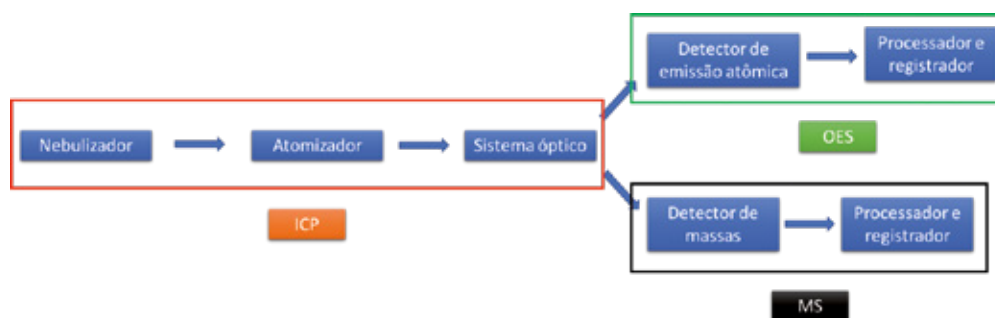 Nebulizador
Atomizador
Sistema óptico
ICP
Detector de
emissão atômica
Processador e
registrador
OES
Detector de
massas
Processador e
registrador
MS